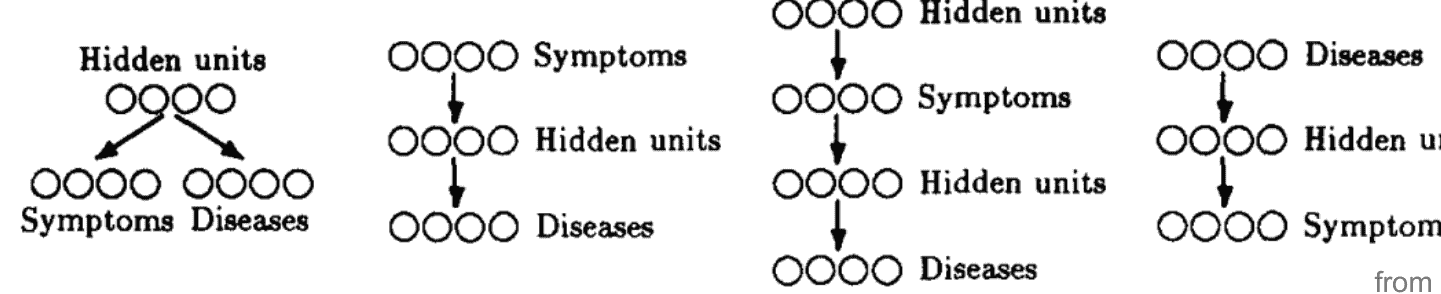 Hidden units
Symptoms Diseases
Symptoms
Hidden units
Diseases
Hidden units
Symptoms
Hidden units
Diseases
Diseases
Hidden u
Symptom
from